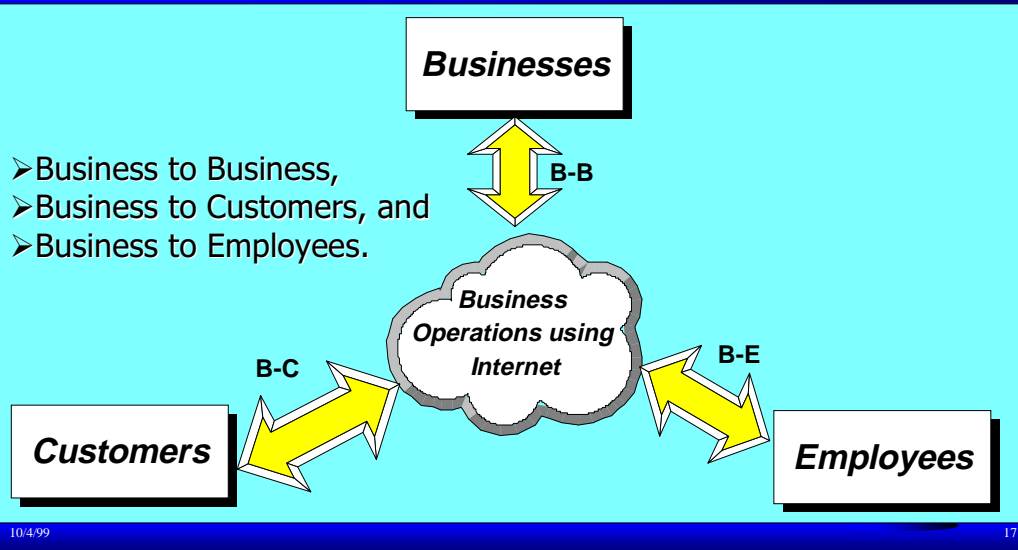 Businesses
B-B
➢Business to Business,
➢Business to Customers, and
➢Business to Employees.
Business
Operations using
Internet
B-C
B-E
Customers
Employees
10/4/99
17